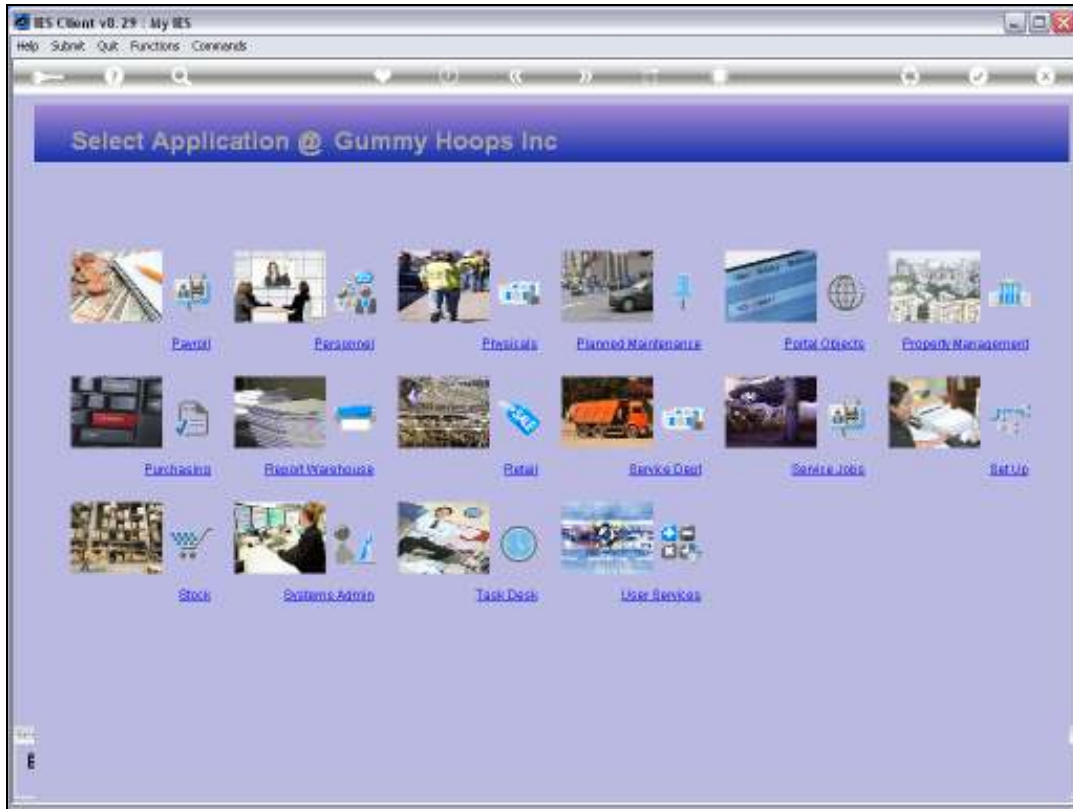 IES Client v8.29 : My IES
Help Submit Quit Functions Commands
Select Application @ Gummy Hoops Inc
Payroll Personnel Physicals Planned Maintenance Portal Objects Property Management
Purchasing Report Warehouse Retail Service Dept Service Jobs Set Up
SALE
Stock Systems Admin Task Desk User Services